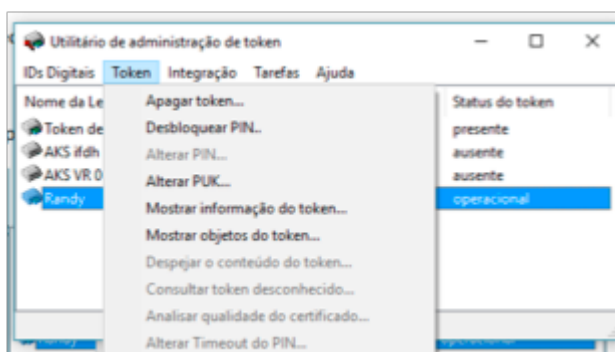 Utilitário de administração de token
IDs Digitais Token Integração Tarefas Ajuda
Nome da Le Status do token
Token de presente
AKS ifdh ausente
AKS VR 0 ausente
Randy operacional
Apagar token...
Desbloquear PIN..
Alterar PIN...
Alterar PUK...
Mostrar informação do token...
Mostrar objetos do token...
Despejar o conteúdo do token...
Consultar token desconhecido...
Analisar qualidade do certificado...
Alterar Timeout do PIN...
Randy operacional